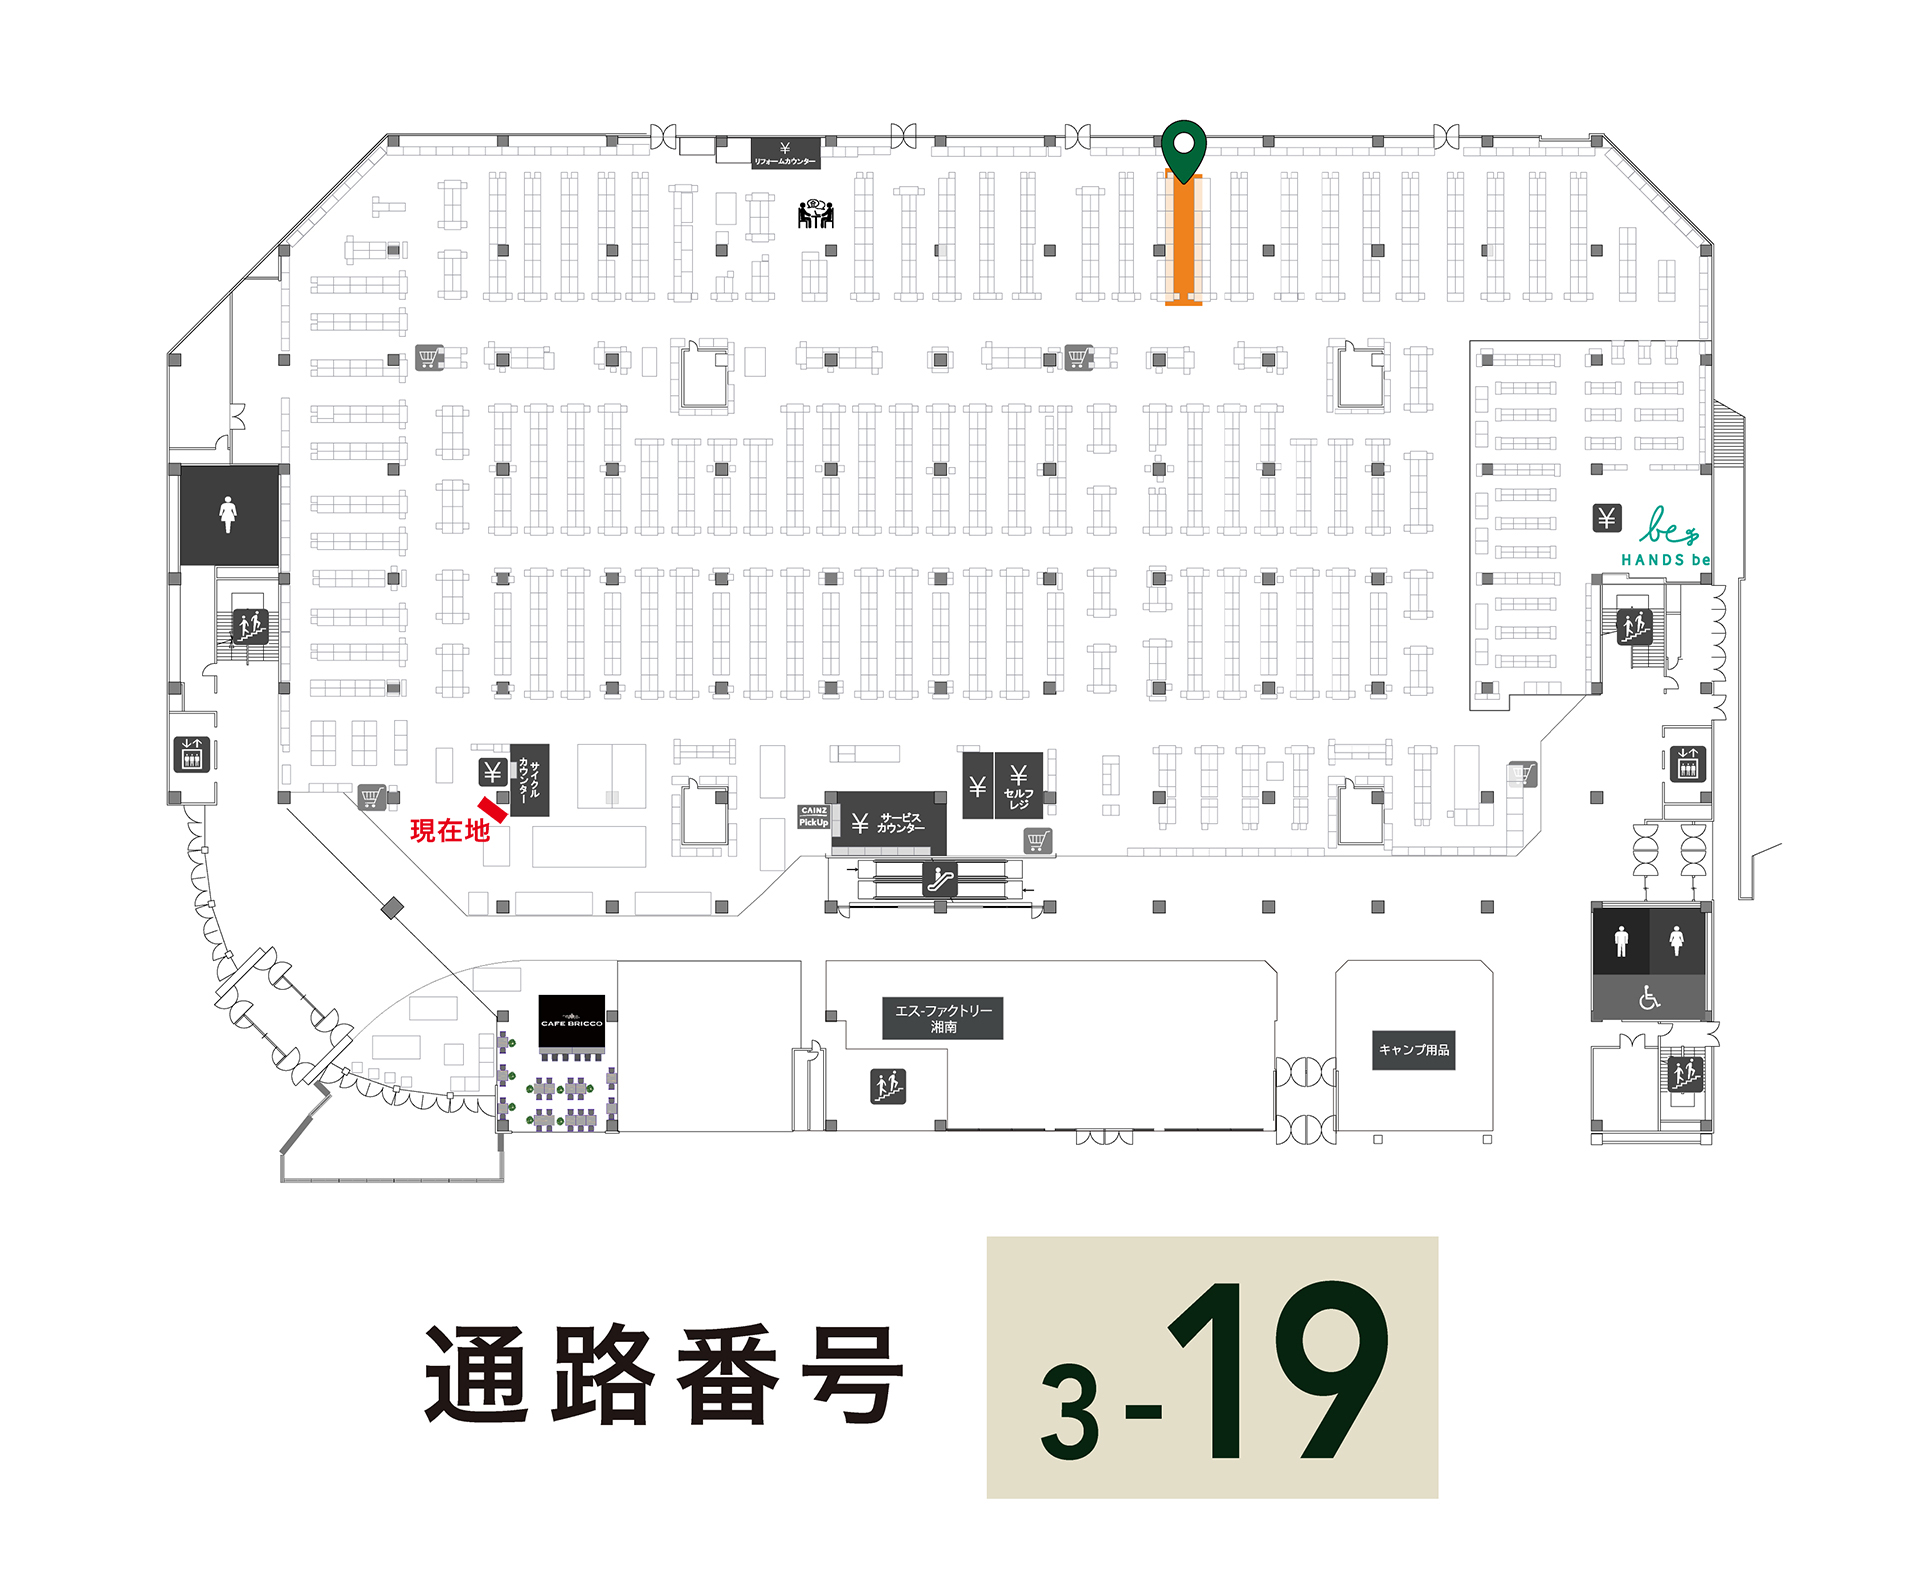 ¥
リフォームカウンター
¥
be
HANDS be
¥
サイクル
カウンター
現在地
CAINZ
PickUp
¥
サービス
カウンター
¥
¥
セルフ
レジ
CAFE BRICCO
エス-ファクトリー
湘南
キャンプ用品
通路番号
3-19